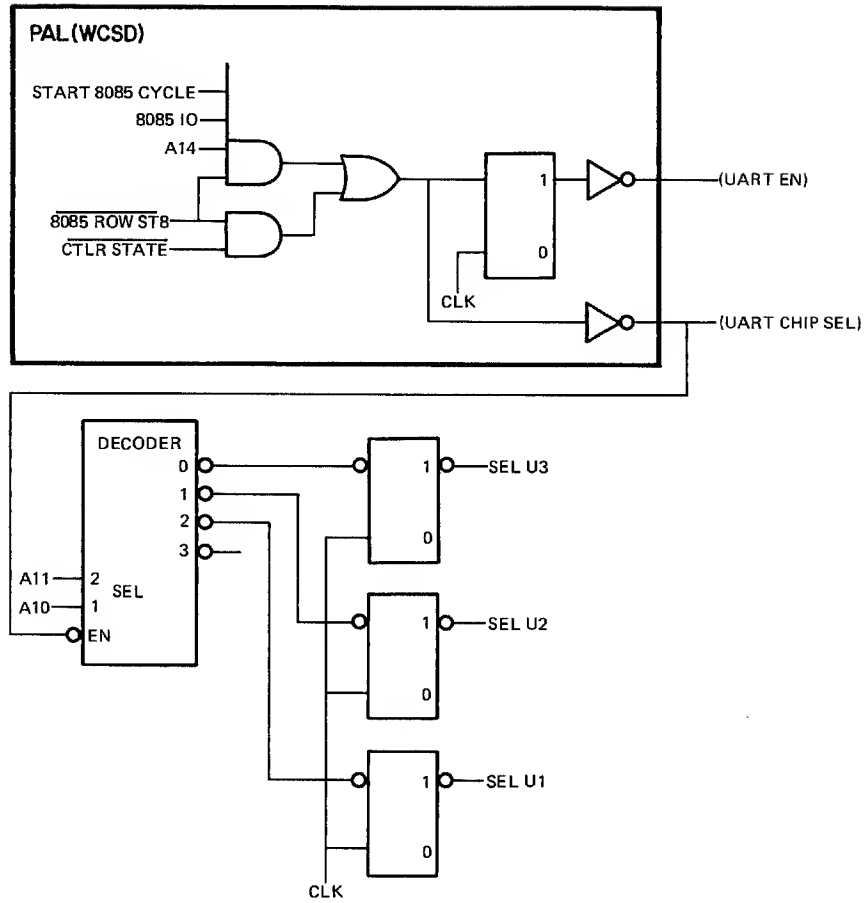 PAL (WCSD)
START 8085 CYCLE
8085 IO
A14
8085 ROW ST8
CTLR STATE
1
0
CLK
(UART EN)
(UART CHIP SEL)
DECODER
0
1
2
3
A11
2
SEL
A10
1
EN
1
0
SEL U3
1
0
SEL U2
1
0
SEL U1
CLK